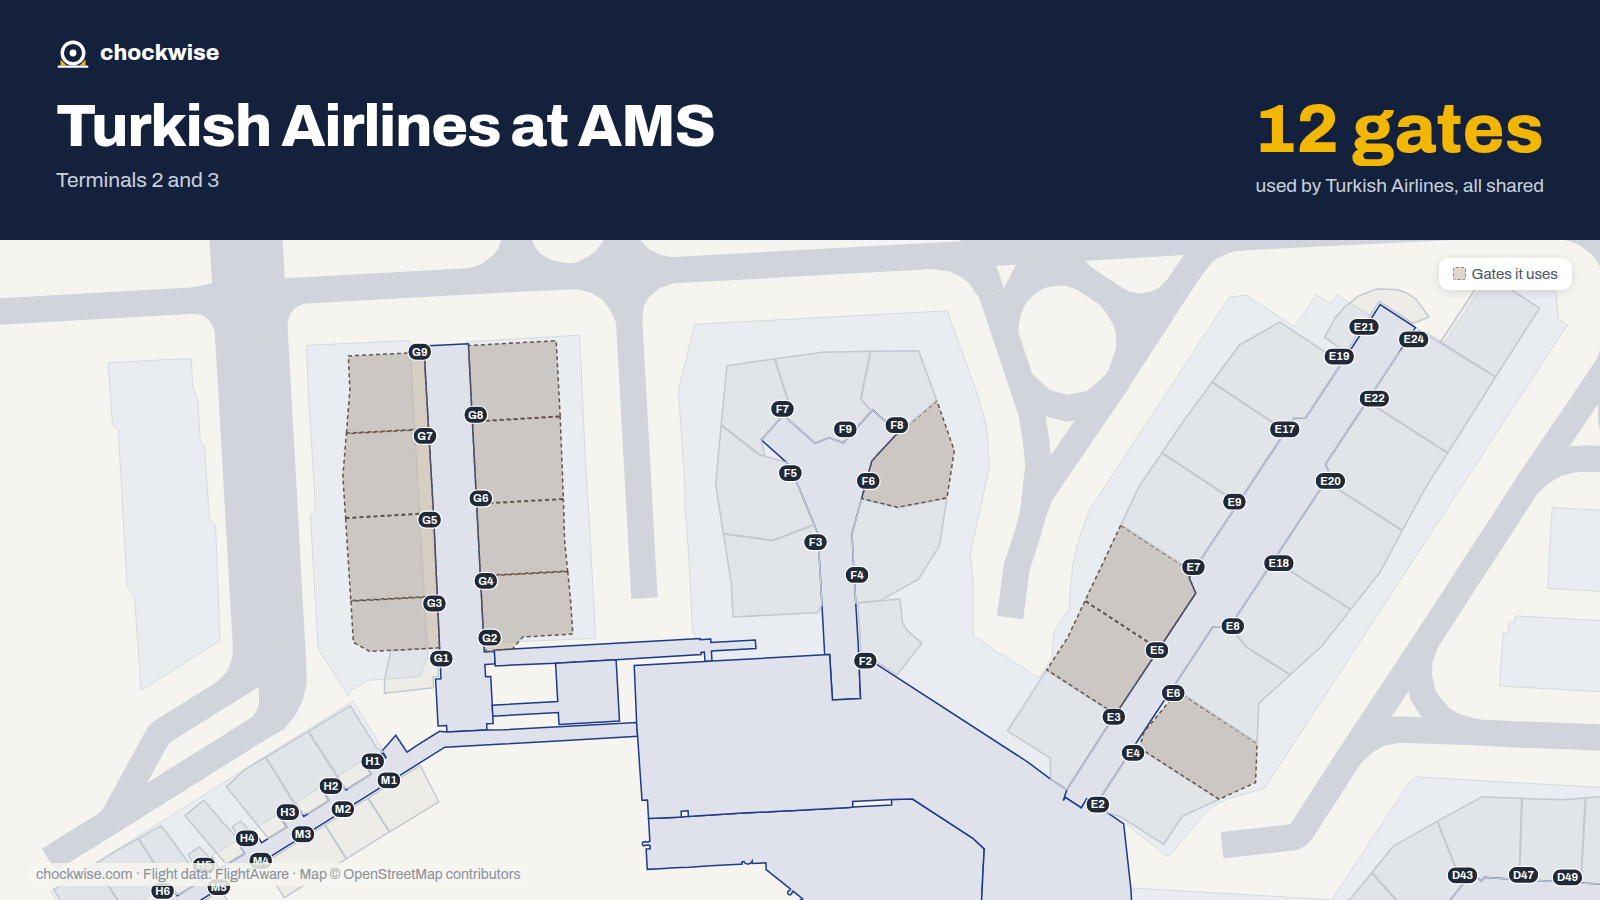 chockwise
Turkish Airlines at AMS
Terminals 2 and 3
12 gates
used by Turkish Airlines, all shared
Gates it uses
G9
G8
G7
G6
G5
G4
G3
G2
G1
F7
F9
F8
F5
F6
F3
F4
F2
E21
E24
E19
E22
E17
E20
E9
E7
E18
E8
E5
E6
E3
E4
E2
H1
M1
H2
M2
H3
M3
H4
M4
H5
H6
M5
D43
D47
D49
chockwise.com · Flight data: FlightAware · Map © OpenStreetMap contributors